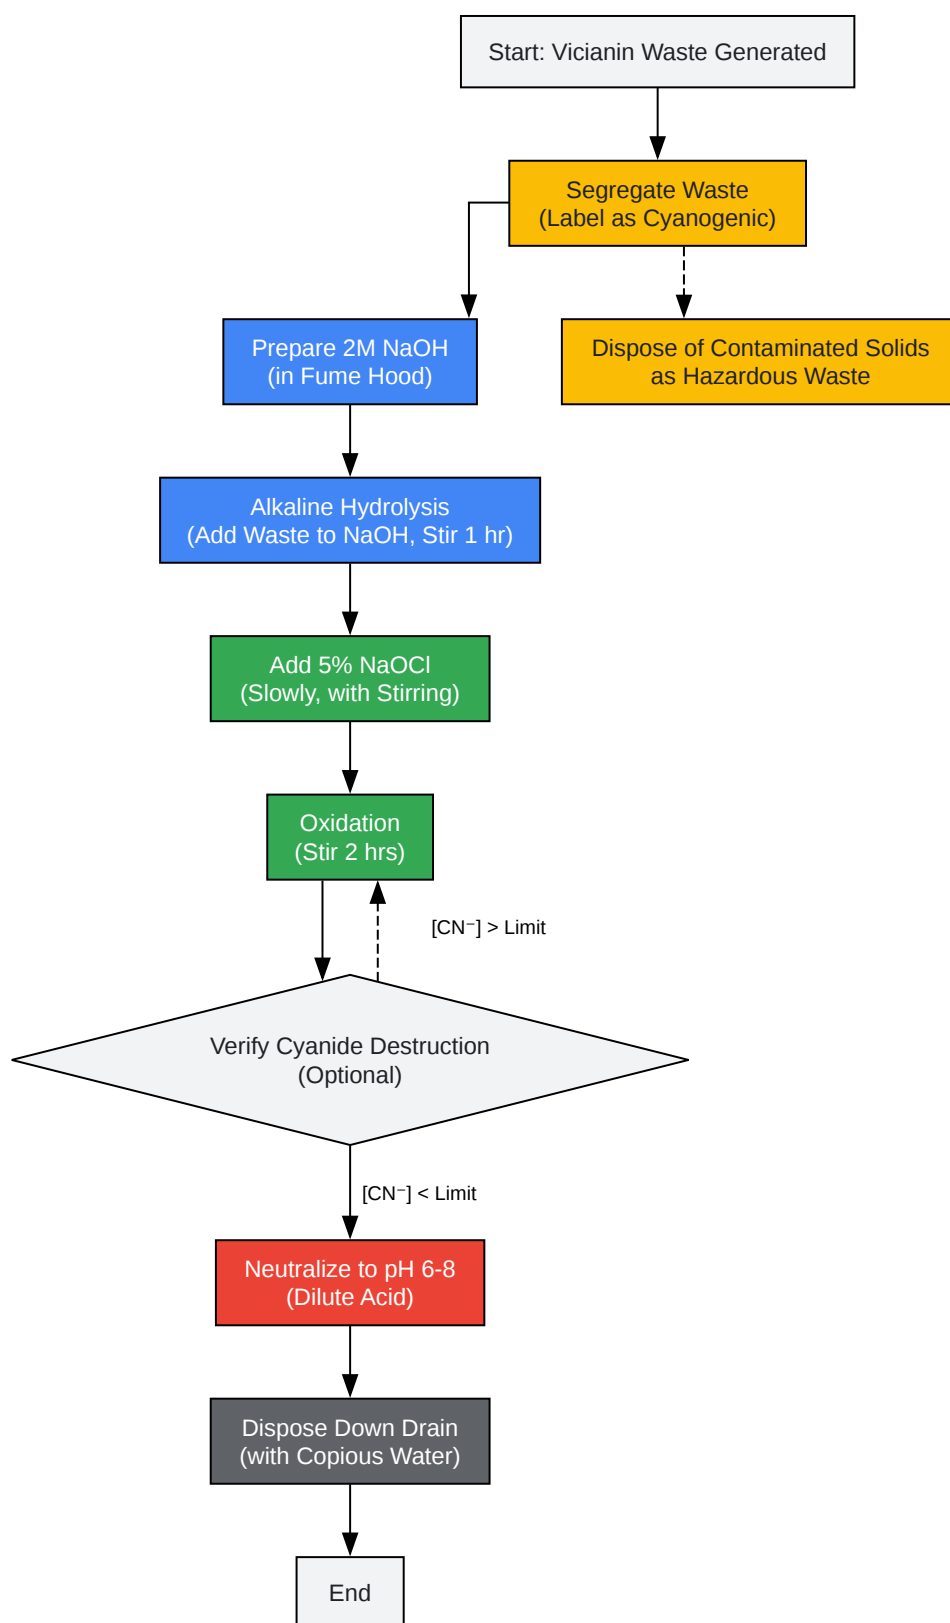 Start: Vicianin Waste Generated
Segregate Waste
(Label as Cyanogenic)
Prepare 2M NaOH
(in Fume Hood)
Dispose of Contaminated Solids
as Hazardous Waste
Alkaline Hydrolysis
(Add Waste to NaOH, Stir 1 hr)
Add 5% NaOCl
(Slowly, with Stirring)
Oxidation
(Stir 2 hrs)
[CN⁻] > Limit
Verify Cyanide Destruction
(Optional)
[CN⁻] < Limit
Neutralize to pH 6-8
(Dilute Acid)
Dispose Down Drain
(with Copious Water)
End